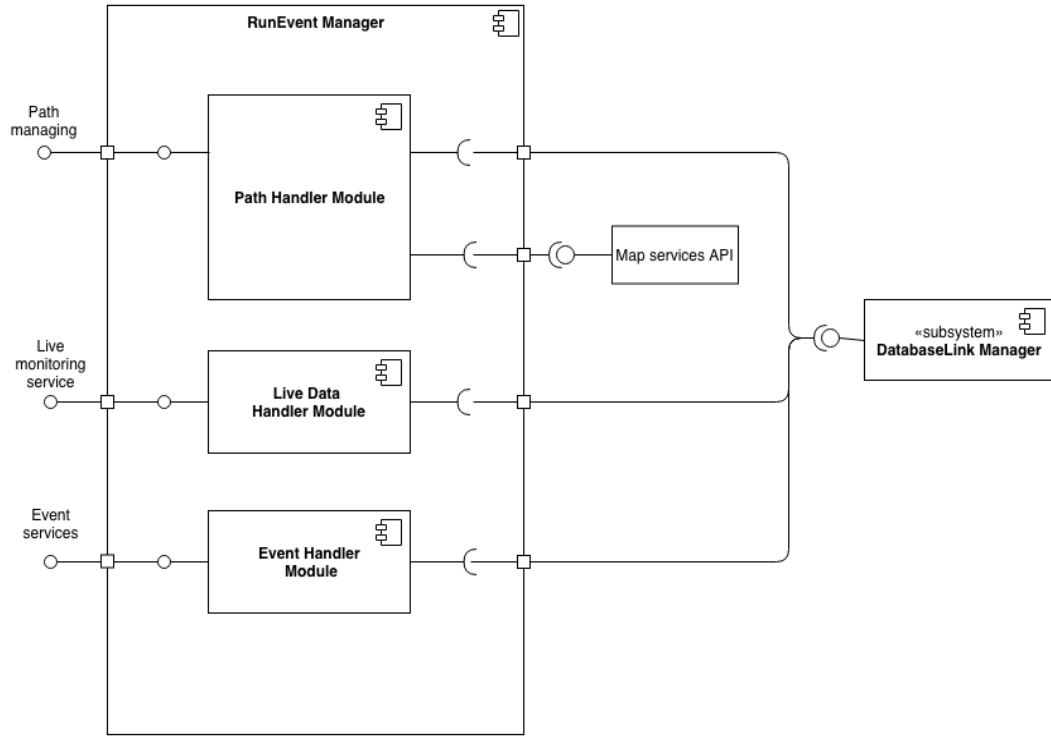 RunEvent Manager
Path
managing
Path Handler Module
Map services API
«subsystem»
DatabaseLink Manager
Live
monitoring
service
Live Data
Handler Module
Event
services
Event Handler
Module